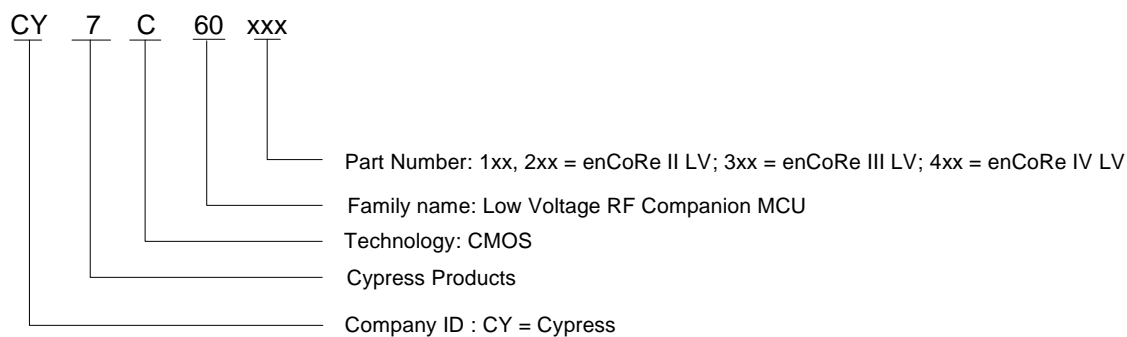 CY 7 C 60 xxx
Part Number: 1xx, 2xx = enCoRe II LV; 3xx = enCoRe III LV; 4xx = enCoRe IV LV
Family name: Low Voltage RF Companion MCU
Technology: CMOS
Cypress Products
Company ID : CY = Cypress